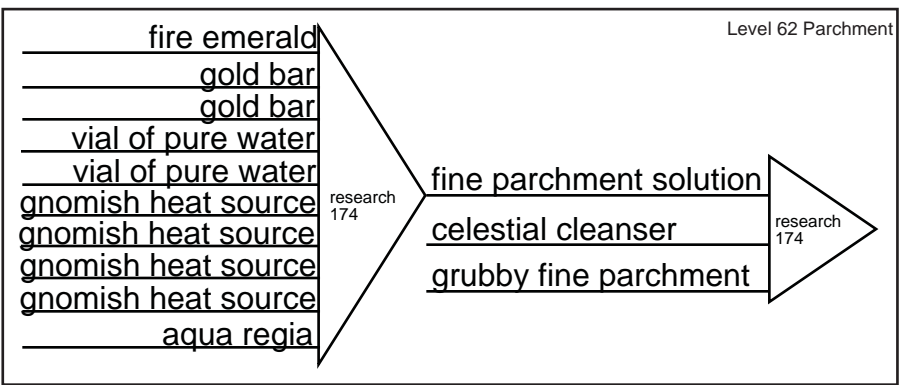 Level 62 Parchment
fire emerald
gold bar
gold bar
vial of pure water
vial of pure water
gnomish heat source
gnomish heat source
gnomish heat source
gnomish heat source
aqua regia
research
174
fine parchment solution
celestial cleanser
grubby fine parchment
research
174